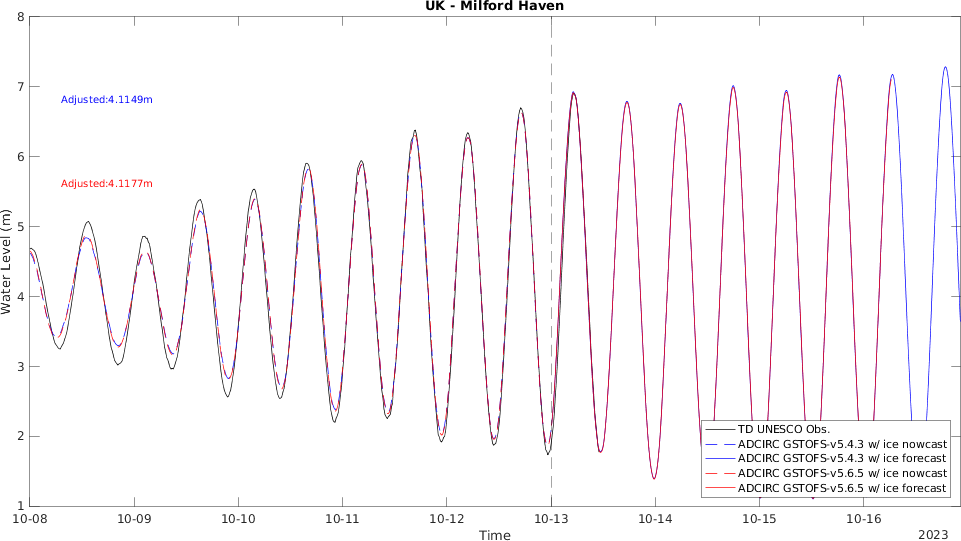 UK - Milford Haven
8
7
6
5
4
3
2
1
Water Level (m)
Adjusted:4.1149m
Adjusted:4.1177m
TD UNESCO Obs.
ADCIRC GSTOFS-v5.4.3 w/ ice nowcast
ADCIRC GSTOFS-v5.4.3 w/ ice forecast
ADCIRC GSTOFS-v5.6.5 w/ ice nowcast
ADCIRC GSTOFS-v5.6.5 w/ ice forecast
10-08 10-09 10-10 10-11 10-12 10-13 10-14 10-15 10-16
Time
2023